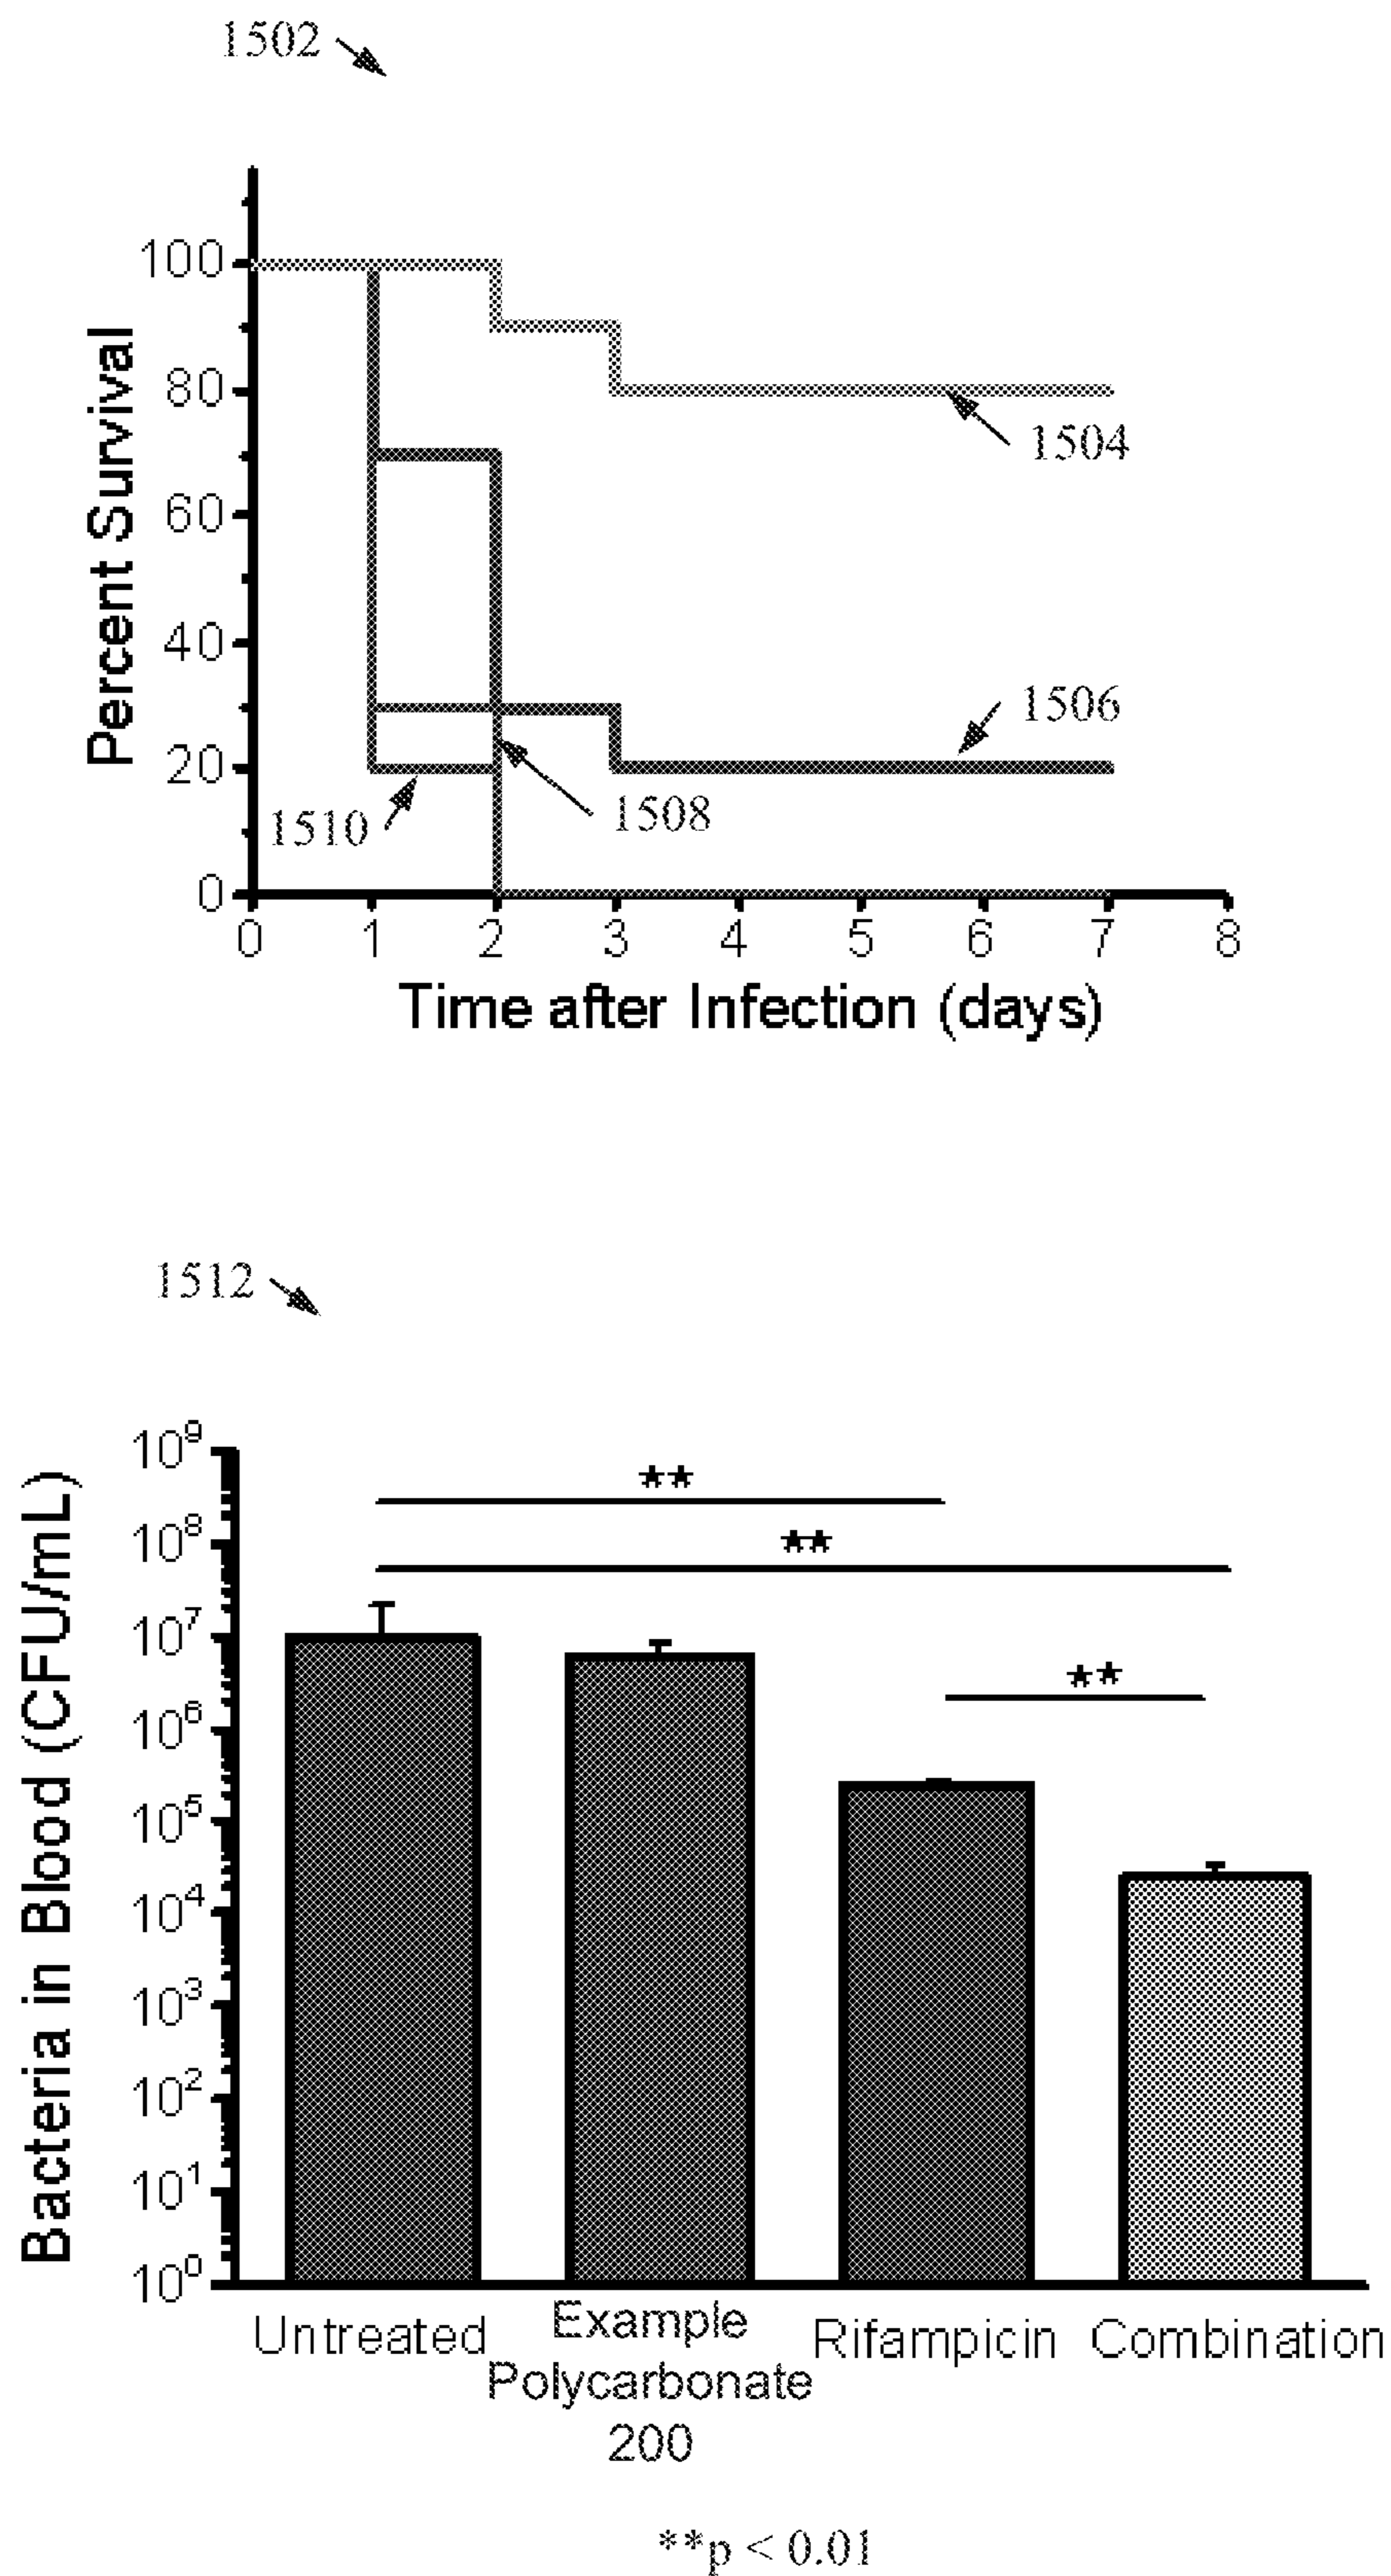 1502
Percent Survival
100
80
60
40
20
0
1504
1506
1508
1510
0 1 2 3 4 5 6 7 8
Time after Infection (days)
1512
Bacteria in Blood (CFU/mL)
10⁹
10⁸
10⁷
10⁶
10⁵
10⁴
10³
10²
10¹
10⁰
**
**
**
Untreated
Example
Polycarbonate
200
Rifampicin
Combination
**p < 0.01